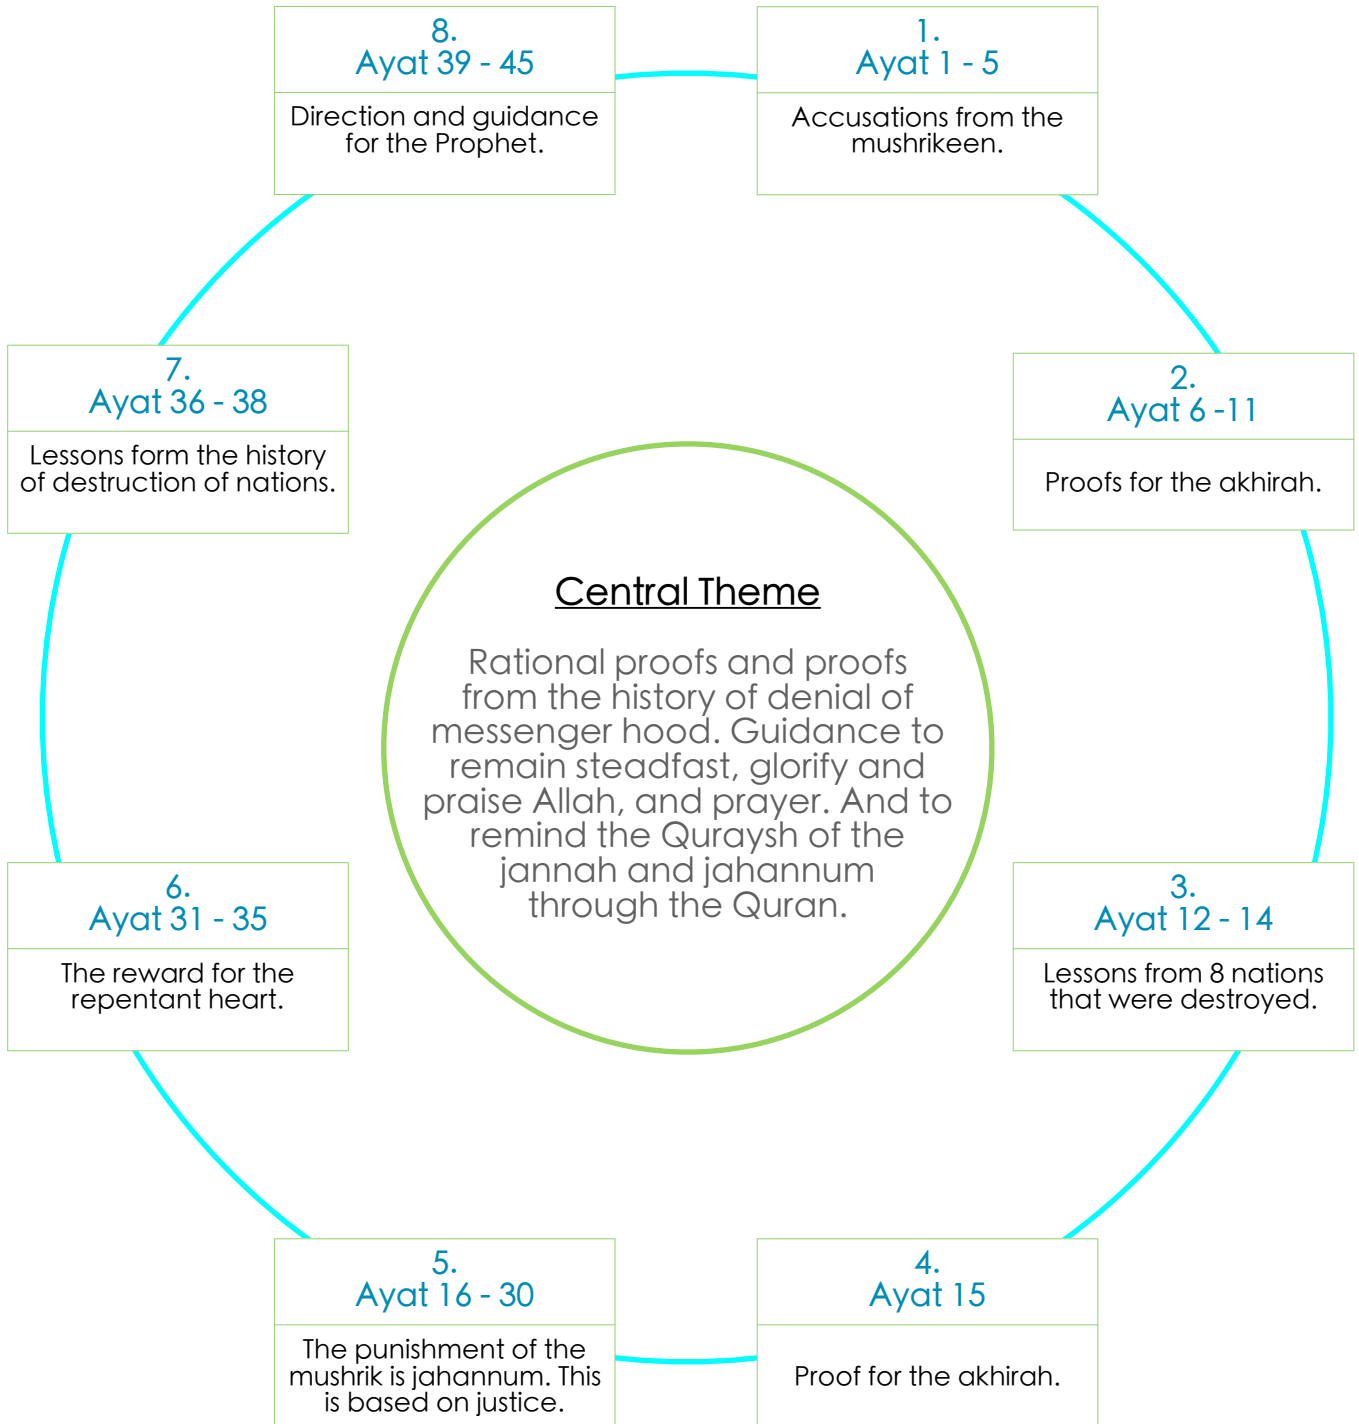 8.
Ayat 39 - 45
Direction and guidance
for the Prophet.
1.
Ayat 1 - 5
Accusations from the
mushrikeen.
7.
Ayat 36 - 38
Lessons form the history
of destruction of nations.
2.
Ayat 6 -11
Proofs for the akhirah.
Central Theme
Rational proofs and proofs
from the history of denial of
messenger hood. Guidance to
remain steadfast, glorify and
praise Allah, and prayer. And to
remind the Quraysh of the
jannah and jahannum
through the Quran.
6.
Ayat 31 - 35
The reward for the
repentant heart.
3.
Ayat 12 - 14
Lessons from 8 nations
that were destroyed.
5.
Ayat 16 - 30
The punishment of the
mushrik is jahannum. This
is based on justice.
4.
Ayat 15
Proof for the akhirah.